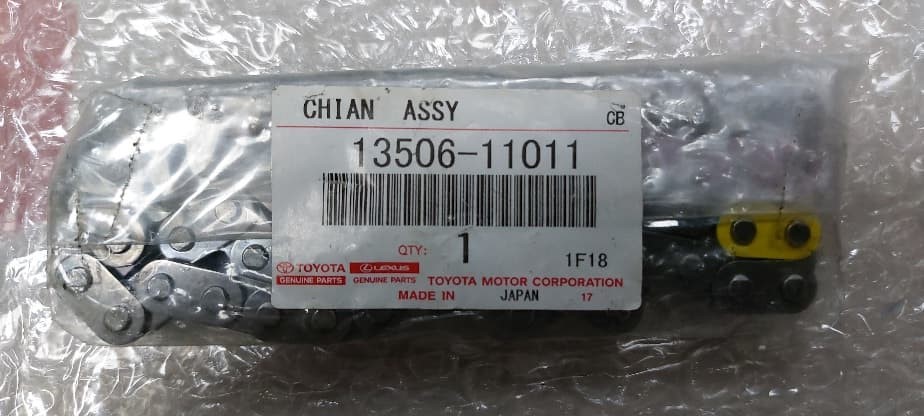 CHIAN ASSY
CB
13506-11011
QTY: 1
1F18
TOYOTA LEXUS
GENUINE PARTS GENUINE PARTS TOYOTA MOTOR CORPORATION
MADE IN JAPAN 17